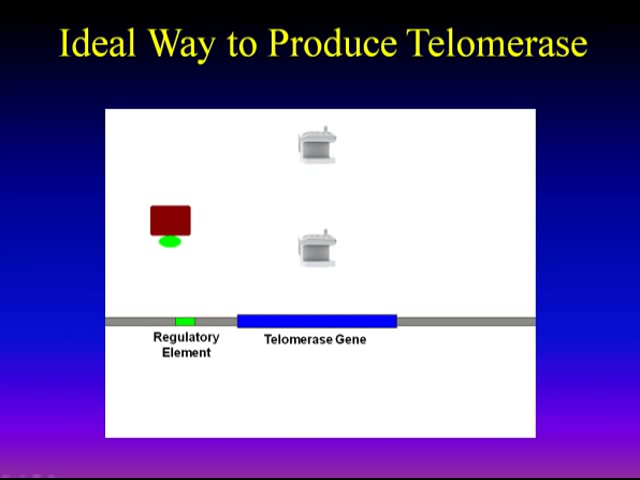 Ideal Way to Produce Telomerase
Regulatory
Element
Telomerase Gene